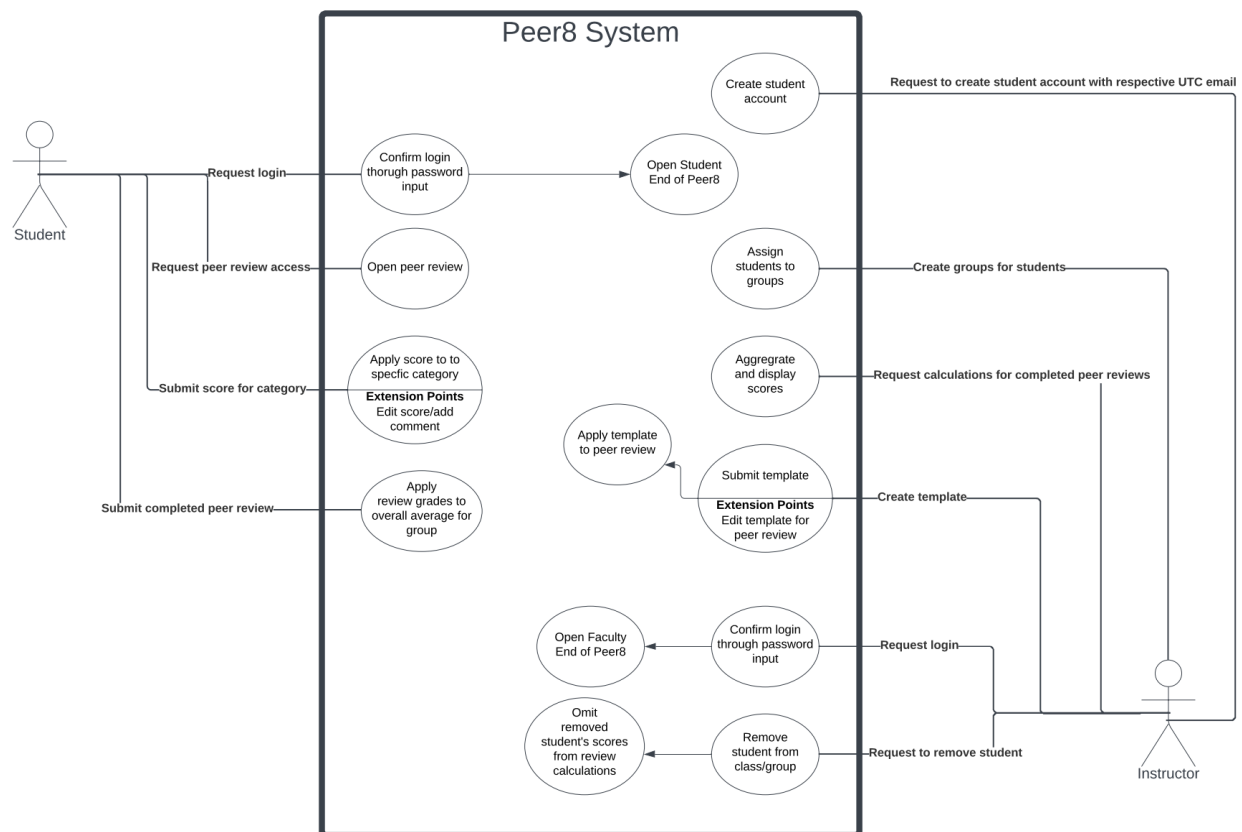 Peer8 System
Create student
account
Request to create student account with respective UTC email
Confirm login
thorugh password
input
Request login
Open Student
End of Peer8
Student
Assign
students to
groups
Create groups for students
Request peer review access
Open peer review
Apply score to to
specfic category
Extension Points
Edit score/add
comment
Submit score for category
Aggregrate
and display
scores
Request calculations for completed peer reviews
Apply template
to peer review
Submit template
Extension Points
Edit template for
peer review
Create template
Apply
review grades to
overall average for
group
Submit completed peer review
Open Faculty
End of Peer8
Confirm login
through password
input
Request login
Omit
removed
student's scores
from review
calculations
Remove
student from
class/group
Request to remove student
Instructor